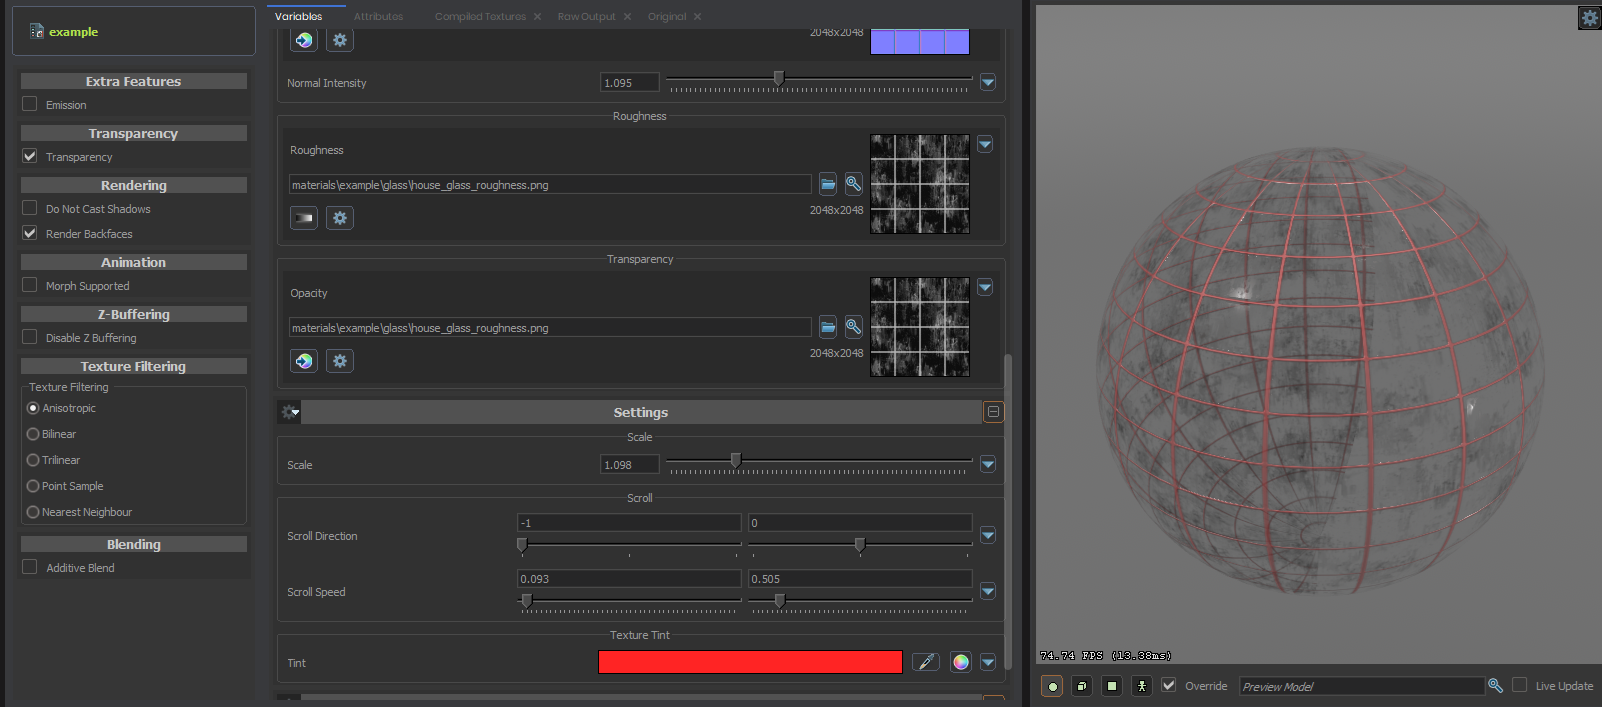 example
Extra Features
Emission
Transparency
Transparency
Rendering
Do Not Cast Shadows
Render Backfaces
Animation
Morph Supported
Z-Buffering
Disable Z Buffering
Texture Filtering
Texture Filtering
Anisotropic
Bilinear
Trilinear
Point Sample
Nearest Neighbour
Blending
Additive Blend
Variables Attributes Compiled Textures Raw Output Original
2048x2048
Normal Intensity 1.095
Roughness
Roughness
materials\example\glass\house_glass_roughness.png
2048x2048
Transparency
Opacity
materials\example\glass\house_glass_roughness.png
2048x2048
Settings
Scale
Scale 1.098
Scroll
-1 0
Scroll Direction
0.093 0.505
Scroll Speed
Texture Tint
Tint
74.74 FPS (13.38ms)
Override Preview Model Live Update